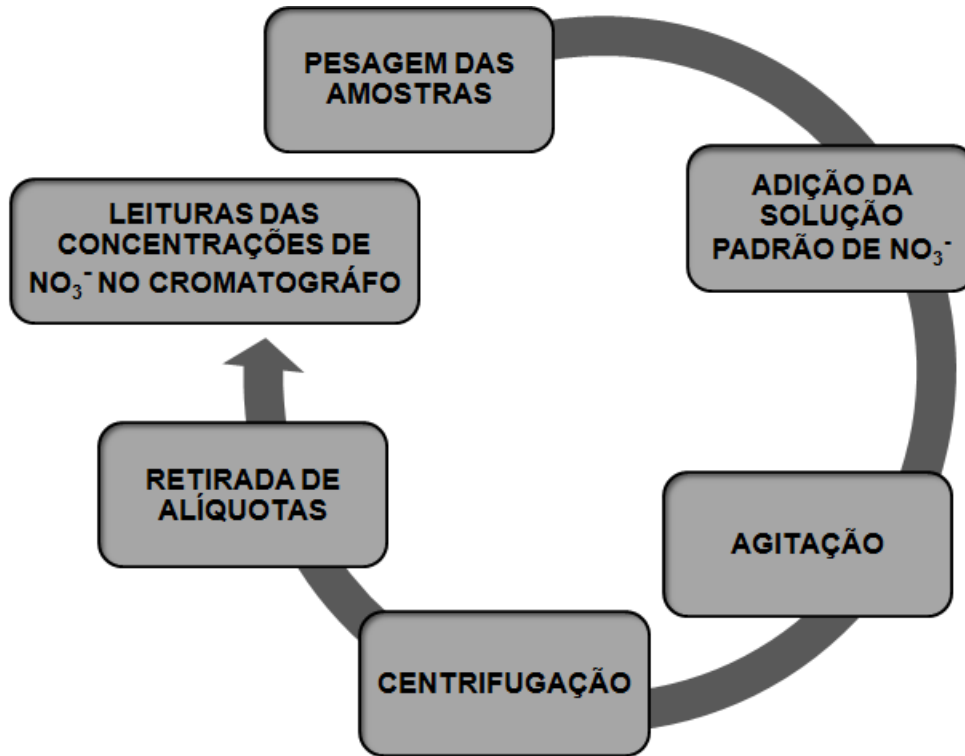 PESAGEM DAS
AMOSTRAS
ADIÇÃO DA
SOLUÇÃO
PADRÃO DE NO₃⁻
AGITAÇÃO
CENTRIFUGAÇÃO
RETIRADA DE
ALÍQUOTAS
LEITURAS DAS
CONCENTRAÇÕES DE
NO₃⁻ NO CROMATOGRÁFO